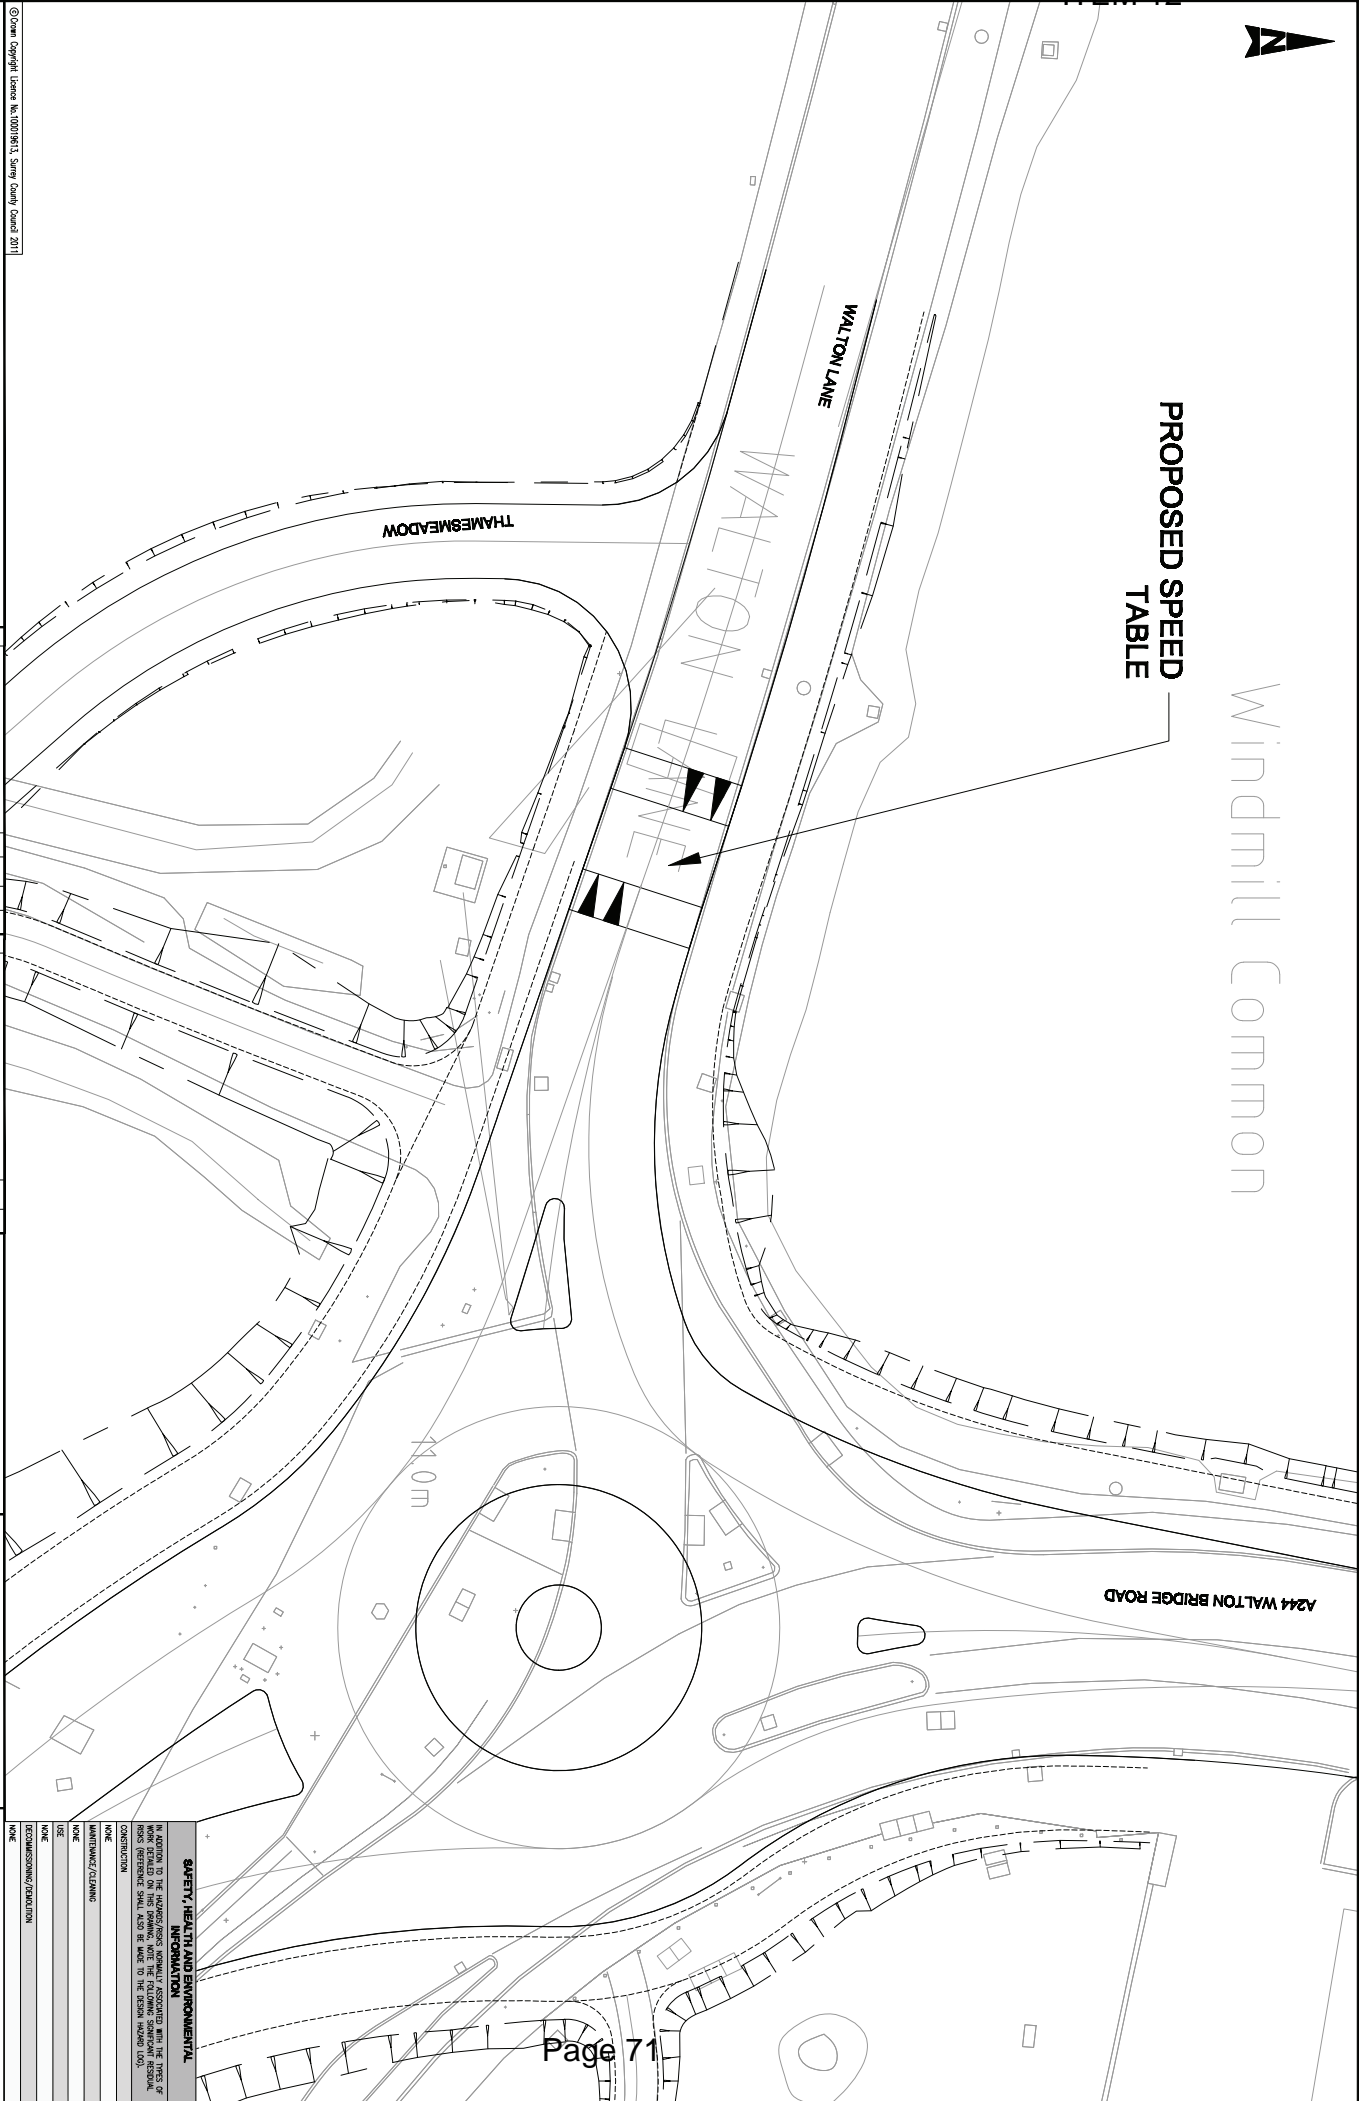 N
© Crown Copyright Licence No.100019613, Surrey County Council 2011
WALTON LANE
PROPOSED SPEED
TABLE
Windmill Common
WALTON LANE
THAMESMEADOW
11.0m
A244 WALTON BRIDGE ROAD
SAFETY, HEALTH AND ENVIRONMENTAL
INFORMATION
IN ADDITION TO THE HAZARDS/RISKS NORMALLY ASSOCIATED WITH THE TYPES OF
WORK DETAILED ON THIS DRAWING, NOTE THE FOLLOWING SIGNIFICANT RESIDUAL
RISKS (REFERENCE SHALL ALSO BE MADE TO THE DESIGN HAZARD LOG).
CONSTRUCTION
NONE
MAINTENANCE/CLEANING
NONE
USE
NONE
DECOMMISSIONING/DEMOLITION
NONE
Page 71